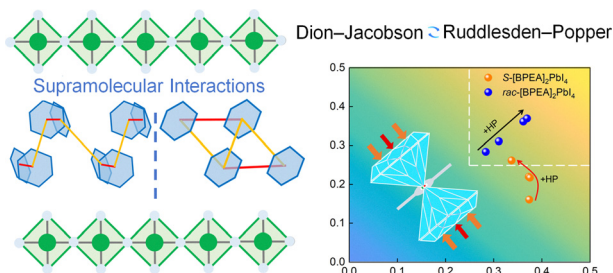 Dion–Jacobson Ruddlesden–Popper
Supramolecular Interactions
S-[BPEA]₂PbI₄
rac-[BPEA]₂PbI₄
+HP
+HP
0.5
0.4
0.3
0.2
0.1
0.0
0.0 0.1 0.2 0.3 0.4 0.5